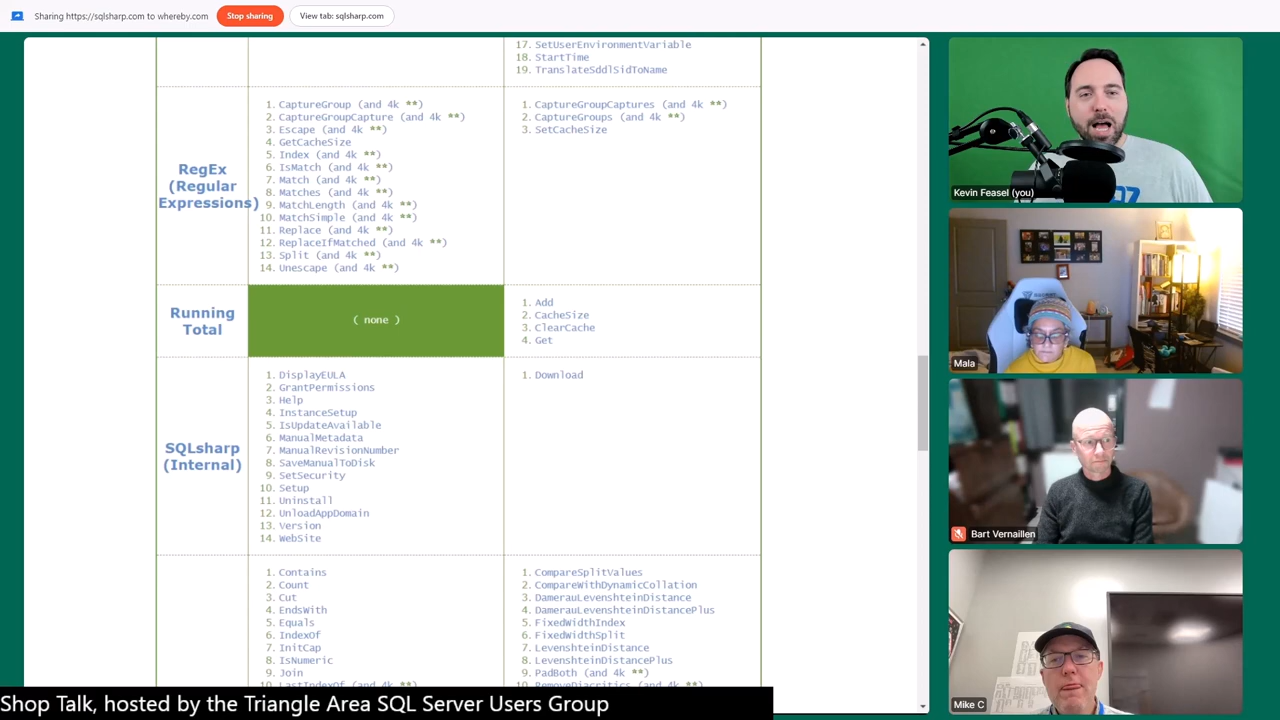 Sharing https://sqlsharp.com to whereby.com
Stop sharing
View tab: sqlsharp.com
17. SetUserEnvironmentVariable
18. StartTime
19. TranslateSddlSidToName
RegEx
(Regular
Expressions)
1. CaptureGroup (and 4k **)
2. CaptureGroupCapture (and 4k **)
3. Escape (and 4k **)
4. GetCacheSize
5. Index (and 4k **)
6. IsMatch (and 4k **)
7. Match (and 4k **)
8. Matches (and 4k **)
9. MatchLength (and 4k **)
10. MatchSimple (and 4k **)
11. Replace (and 4k **)
12. ReplaceIfMatched (and 4k **)
13. Split (and 4k **)
14. Unescape (and 4k **)
1. CaptureGroupCaptures (and 4k **)
2. CaptureGroups (and 4k **)
3. SetCacheSize
Running
Total
( none )
1. Add
2. CacheSize
3. ClearCache
4. Get
SQLsharp
(Internal)
1. DisplayEULA
2. GrantPermissions
3. Help
4. InstanceSetup
5. IsUpdateAvailable
6. ManualMetadata
7. ManualRevisionNumber
8. SaveManualToDisk
9. SetSecurity
10. Setup
11. Uninstall
12. UnloadAppDomain
13. Version
14. WebSite
1. Download
1. Contains
2. Count
3. Cut
4. EndsWith
5. Equals
6. IndexOf
7. InitCap
8. IsNumeric
9. Join
10. LastIndexOf (and 4k **)
1. CompareSplitValues
2. CompareWithDynamicCollation
3. DamerauLevenshteinDistance
4. DamerauLevenshteinDistancePlus
5. FixedWidthIndex
6. FixedWidthSplit
7. LevenshteinDistance
8. LevenshteinDistancePlus
9. PadBoth (and 4k **)
10. RemoveDiacritics (and 4k **)
Kevin Feasel (you)
Mala
Bart Vernaillen
Mike C
Shop Talk, hosted by the Triangle Area SQL Server Users Group